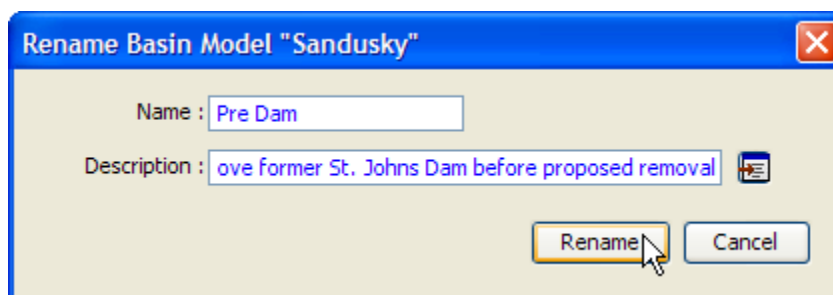 Rename Basin Model "Sandusky"
Name : Pre Dam
Description : ove former St. Johns Dam before proposed removal
Rename Cancel